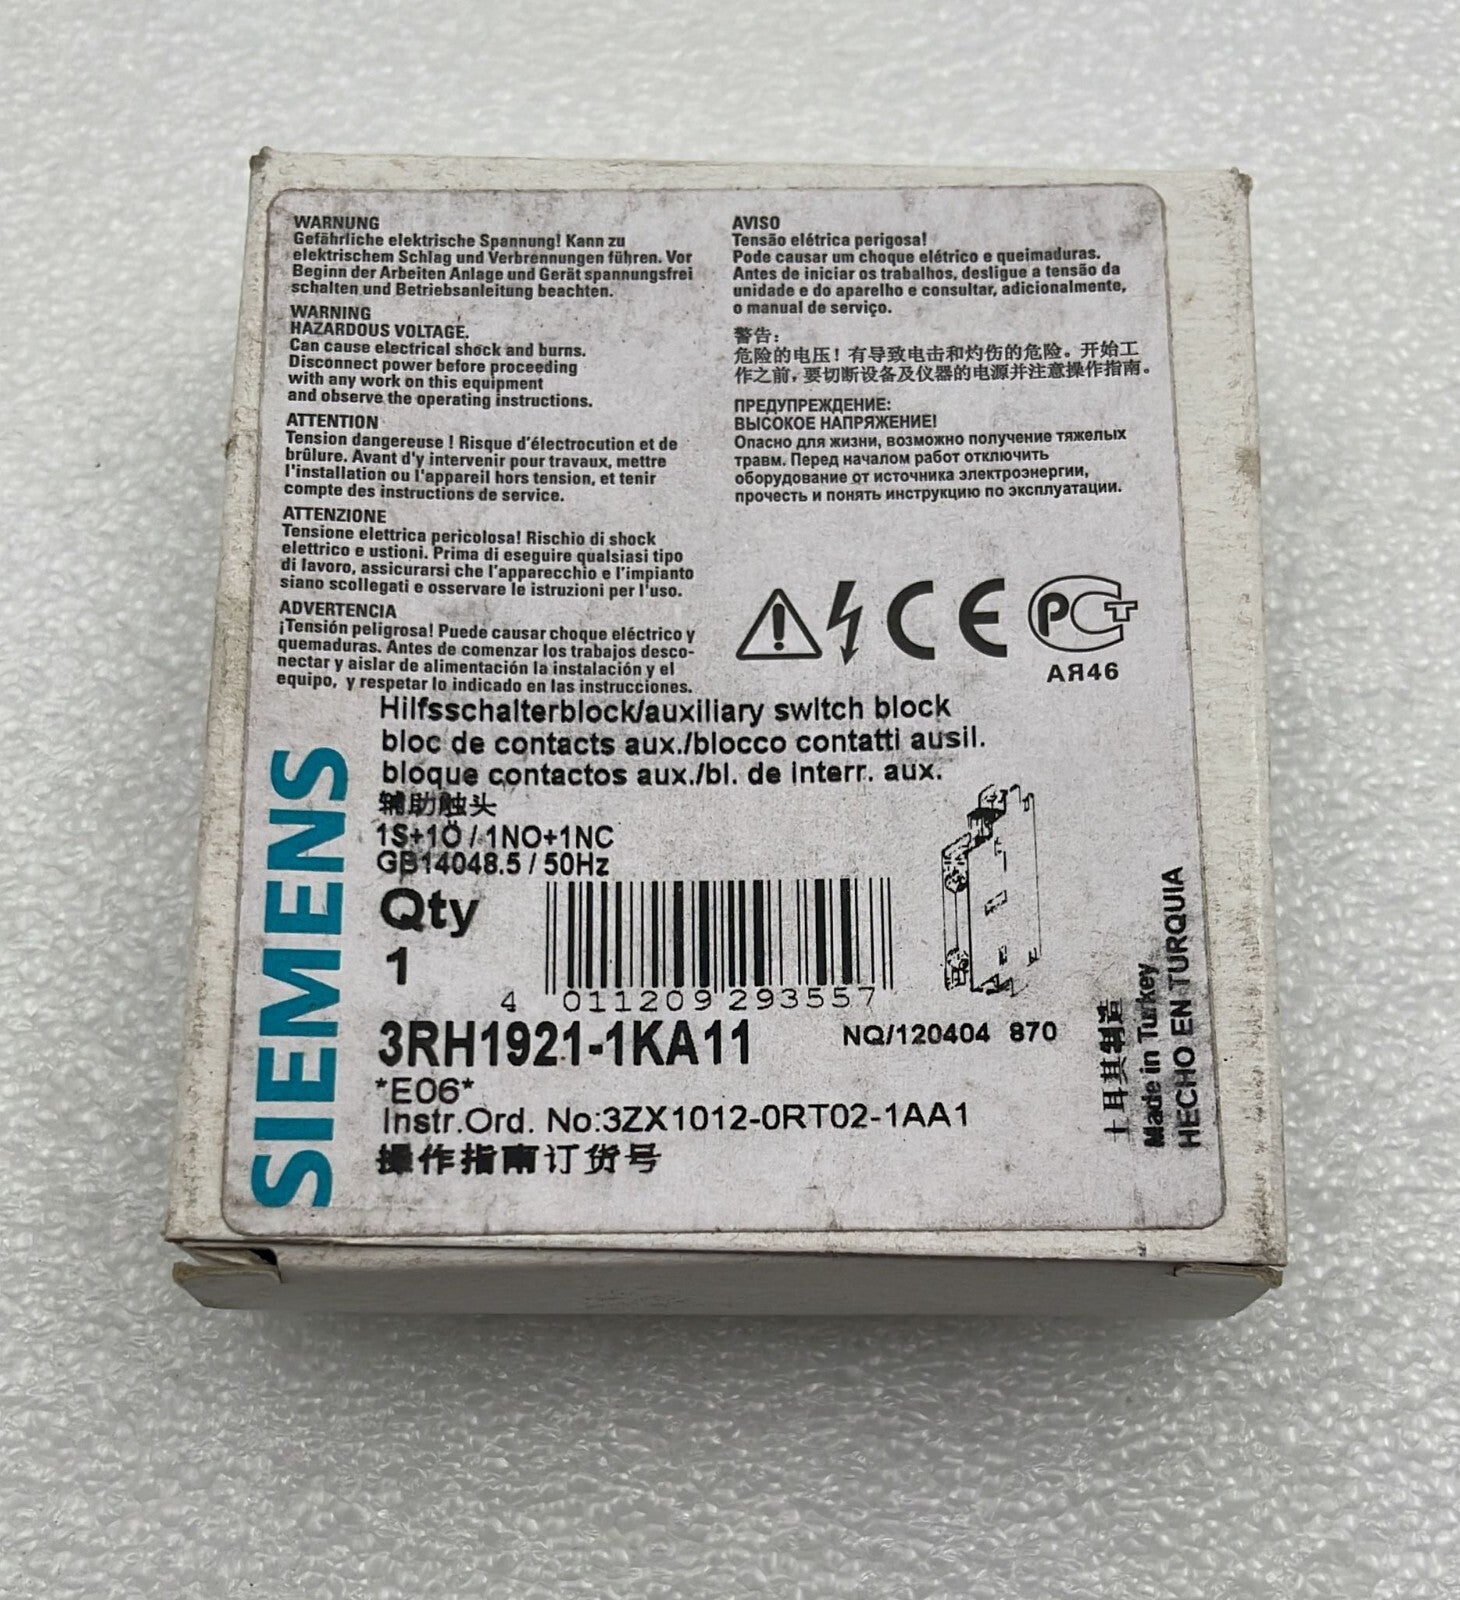 WARNUNG
Gefährliche elektrische Spannung! Kann zu
elektrischem Schlag und Verbrennungen führen. Vor
Beginn der Arbeiten Anlage und Gerät spannungsfrei
schalten und Betriebsanleitung beachten.
WARNING
HAZARDOUS VOLTAGE.
Can cause electrical shock and burns.
Disconnect power before proceeding
with any work on this equipment
and observe the operating instructions.
ATTENTION
Tension dangereuse ! Risque d'électrocution et de
brûlure. Avant d'y intervenir pour travaux, mettre
l'installation ou l'appareil hors tension, et tenir
compte des instructions de service.
ATTENZIONE
Tensione elettrica pericolosa! Rischio di shock
elettrico e ustioni. Prima di eseguire qualsiasi tipo
di lavoro, assicurarsi che l'apparecchio e l'impianto
siano scollegati e osservare le istruzioni per l'uso.
ADVERTENCIA
¡Tensión peligrosa! Puede causar choque eléctrico y
quemaduras. Antes de comenzar los trabajos desco-
nectar y aislar de alimentación la instalación y el
equipo, y respetar lo indicado en las instrucciones.
AVISO
Tensão elétrica perigosa!
Pode causar um choque elétrico e queimaduras.
Antes de iniciar os trabalhos, desligue a tensão da
unidade e do aparelho e consultar, adicionalmente,
o manual de serviço.
警告:
危险的电压! 有导致电击和灼伤的危险。开始工
作之前, 要切断设备及仪器的电源并注意操作指南。
ПРЕДУПРЕЖДЕНИЕ:
ВЫСОКОЕ НАПРЯЖЕНИЕ!
Опасно для жизни, возможно получение тяжелых
травм. Перед началом работ отключить
оборудование от источника электроэнергии,
прочесть и понять инструкцию по эксплуатации.
CE PCT
АЯ46
SIEMENS
Hilfsschalterblock/auxiliary switch block
bloc de contacts aux./blocco contatti ausil.
bloque contactos aux./bl. de interr. aux.
辅助触头
1S+1Ö / 1NO+1NC
GB14048.5 / 50Hz
Qty
1
4 011209 293557
3RH1921-1KA11
NQ/120404 870
*E06*
Instr.Ord. No:3ZX1012-0RT02-1AA1
操作指南订货号
土耳其制造
Made in Turkey
HECHO EN TURQUIA